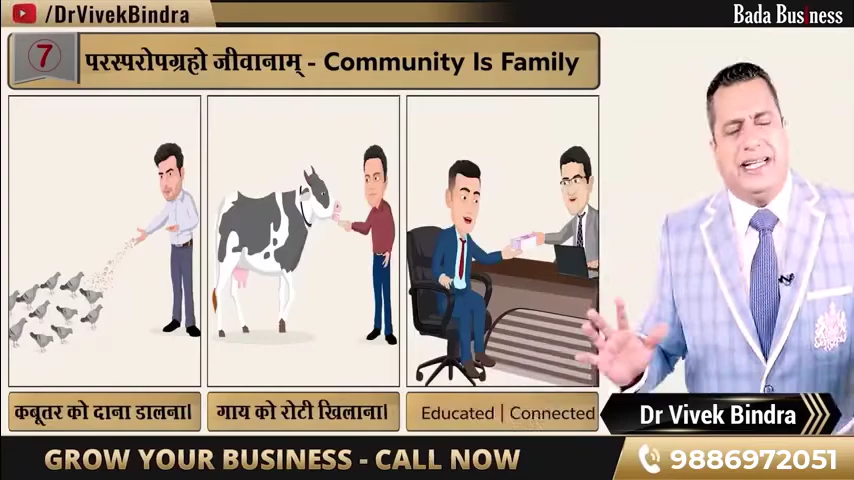 /DrVivekBindra
Bada Business
7 परस्परोपग्रहो जीवानाम् - Community Is Family
कबूतर को दाना डालना।
गाय को रोटी खिलाना।
Educated | Connected
Dr Vivek Bindra
GROW YOUR BUSINESS - CALL NOW
9886972051